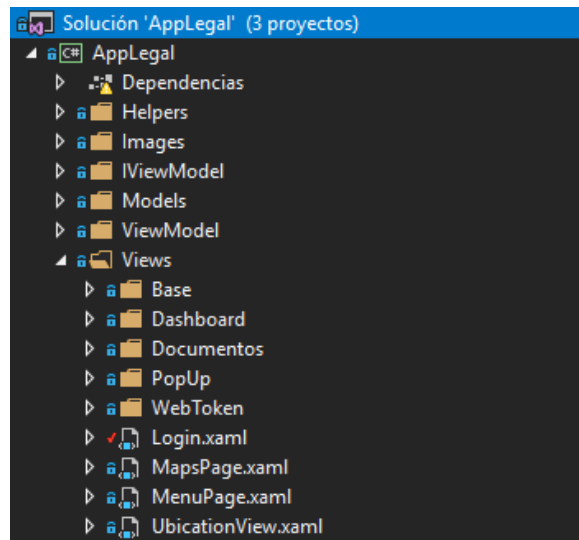 Solución 'AppLegal' (3 proyectos)
C# AppLegal
Dependencias
Helpers
Images
IViewModel
Models
ViewModel
Views
Base
Dashboard
Documentos
PopUp
WebToken
Login.xaml
MapsPage.xaml
MenuPage.xaml
UbicationView.xaml